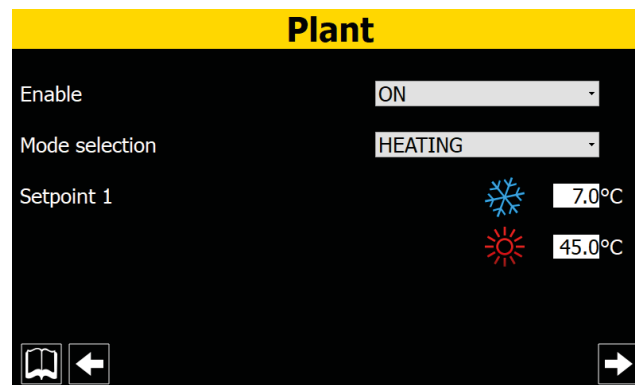 Plant
Enable ON
Mode selection HEATING
Setpoint 1 7.0°C
45.0°C